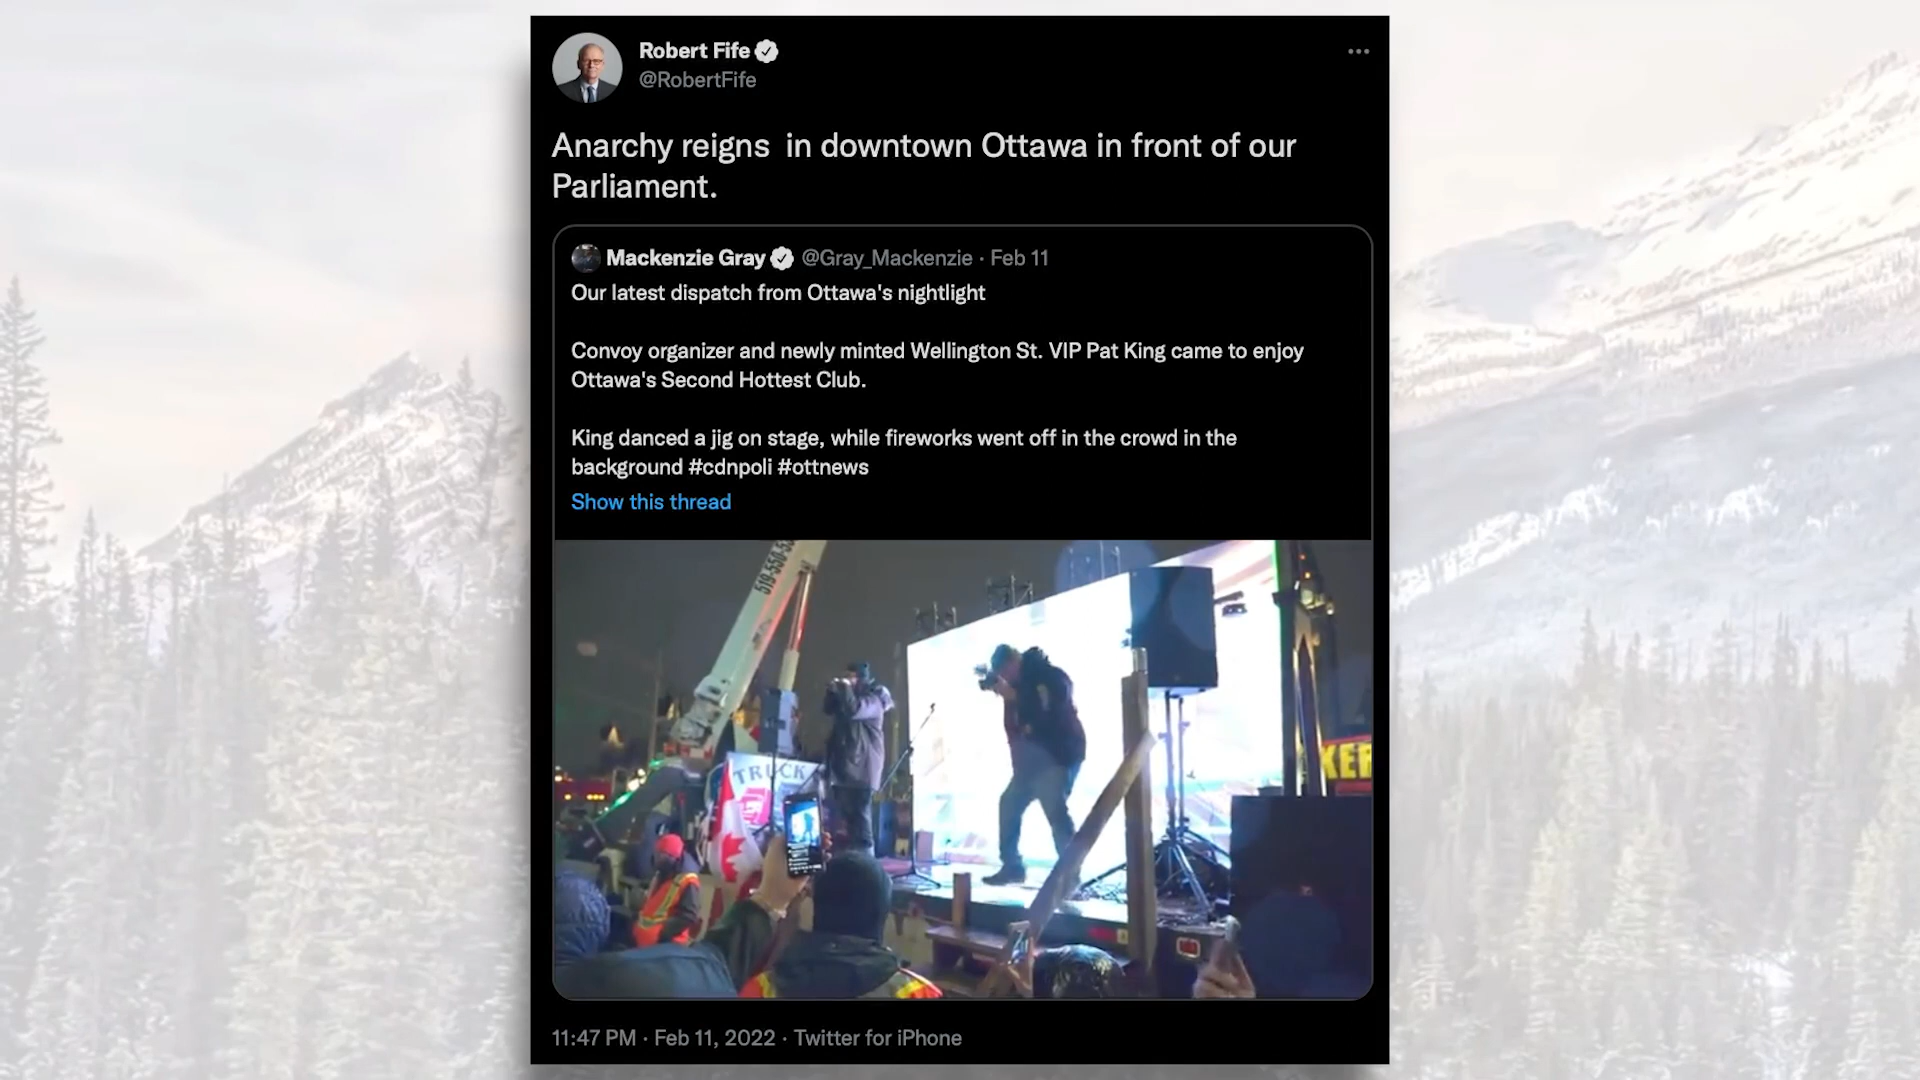 Robert Fife
@RobertFife
Anarchy reigns  in downtown Ottawa in front of our
Parliament.
Mackenzie Gray @Gray_Mackenzie · Feb 11
Our latest dispatch from Ottawa's nightlight
Convoy organizer and newly minted Wellington St. VIP Pat King came to enjoy
Ottawa's Second Hottest Club.
King danced a jig on stage, while fireworks went off in the crowd in the
background #cdnpoli #ottnews
Show this thread
TRUCK
11:47 PM · Feb 11, 2022 · Twitter for iPhone